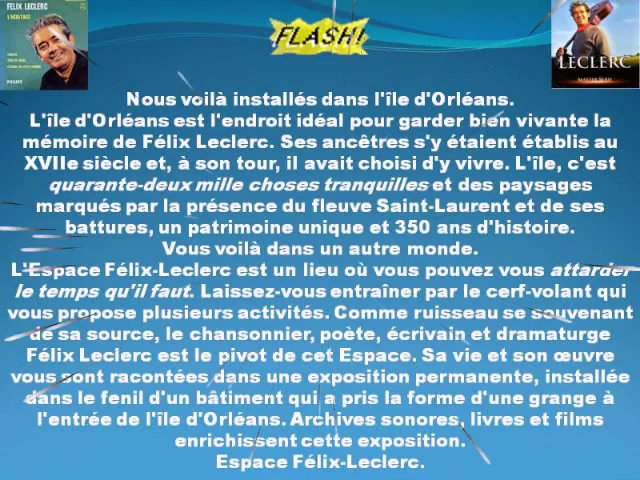 FELIX LECLERC
L'HERITAGE
FLASH!
LECLERC
MASTER SERIE
Nous voilà installés dans l'île d'Orléans.
L'île d'Orléans est l'endroit idéal pour garder bien vivante la
mémoire de Félix Leclerc. Ses ancêtres s'y étaient établis au
XVIIe siècle et, à son tour, il avait choisi d'y vivre. L'île, c'est
quarante-deux mille choses tranquilles et des paysages
marqués par la présence du fleuve Saint-Laurent et de ses
battures, un patrimoine unique et 350 ans d'histoire.
Vous voilà dans un autre monde.
L'Espace Félix-Leclerc est un lieu où vous pouvez vous attarder
le temps qu'il faut. Laissez-vous entraîner par le cerf-volant qui
vous propose plusieurs activités. Comme ruisseau se souvenant
de sa source, le chansonnier, poète, écrivain et dramaturge
Félix Leclerc est le pivot de cet Espace. Sa vie et son œuvre
vous sont racontées dans une exposition permanente, installée
dans le fenil d'un bâtiment qui a pris la forme d'une grange à
l'entrée de l'île d'Orléans. Archives sonores, livres et films
enrichissent cette exposition.
Espace Félix-Leclerc.